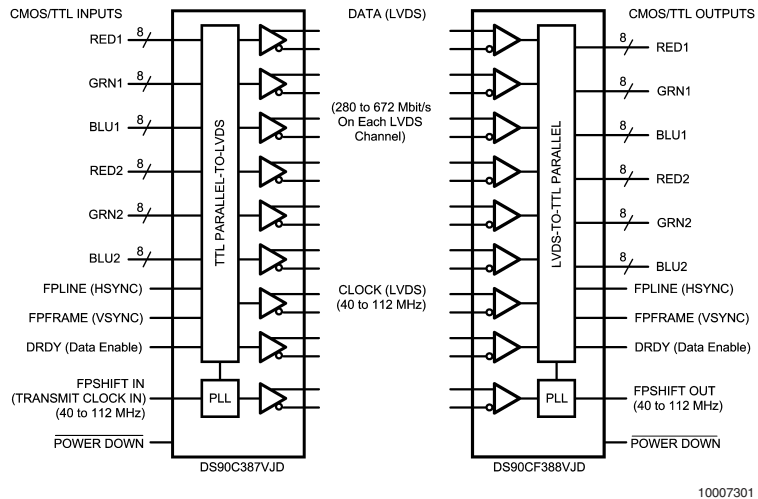 CMOS/TTL INPUTS
DATA (LVDS)
CMOS/TTL OUTPUTS
RED1
8
GRN1
8
BLU1
8
RED2
8
GRN2
8
BLU2
8
FPLINE (HSYNC)
FPFRAME (VSYNC)
DRDY (Data Enable)
FPSHIFT IN
(TRANSMIT CLOCK IN)
(40 to 112 MHz)
POWER DOWN
TTL PARALLEL-TO-LVDS
PLL
DS90C387VJD
(280 to 672 Mbit/s
On Each LVDS
Channel)
CLOCK (LVDS)
(40 to 112 MHz)
LVDS-TO-TTL PARALLEL
PLL
DS90CF388VJD
8
RED1
8
GRN1
8
BLU1
8
RED2
8
GRN2
8
BLU2
FPLINE (HSYNC)
FPFRAME (VSYNC)
DRDY (Data Enable)
FPSHIFT OUT
(40 to 112 MHz)
POWER DOWN
10007301